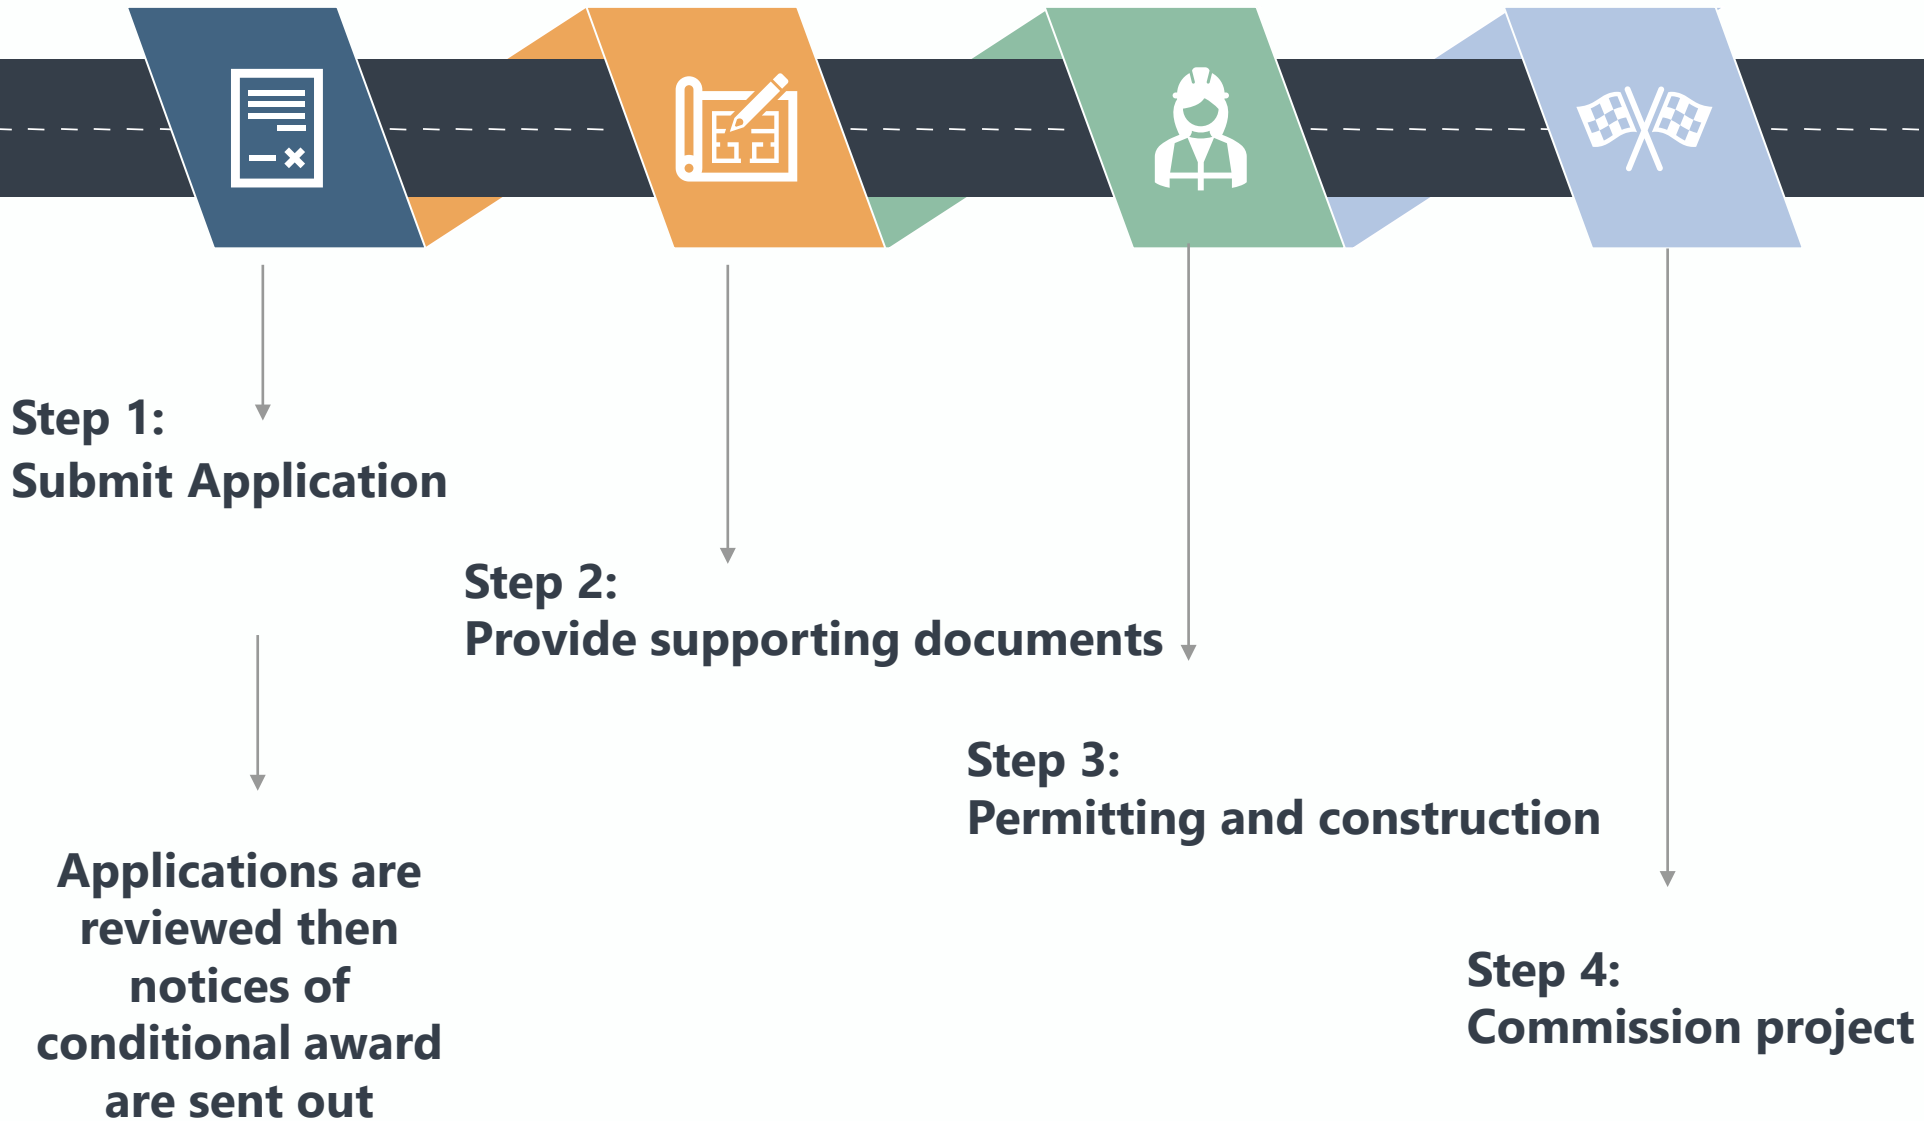 Step 1:
Submit Application
Applications are
reviewed then
notices of
conditional award
are sent out
Step 2:
Provide supporting documents
Step 3:
Permitting and construction
Step 4:
Commission project